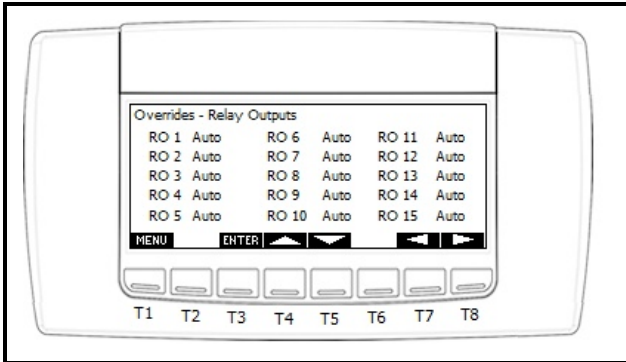 Overrides - Relay Outputs
RO 1 Auto RO 6 Auto RO 11 Auto
RO 2 Auto RO 7 Auto RO 12 Auto
RO 3 Auto RO 8 Auto RO 13 Auto
RO 4 Auto RO 9 Auto RO 14 Auto
RO 5 Auto RO 10 Auto RO 15 Auto
MENU ENTER
T1 T2 T3 T4 T5 T6 T7 T8